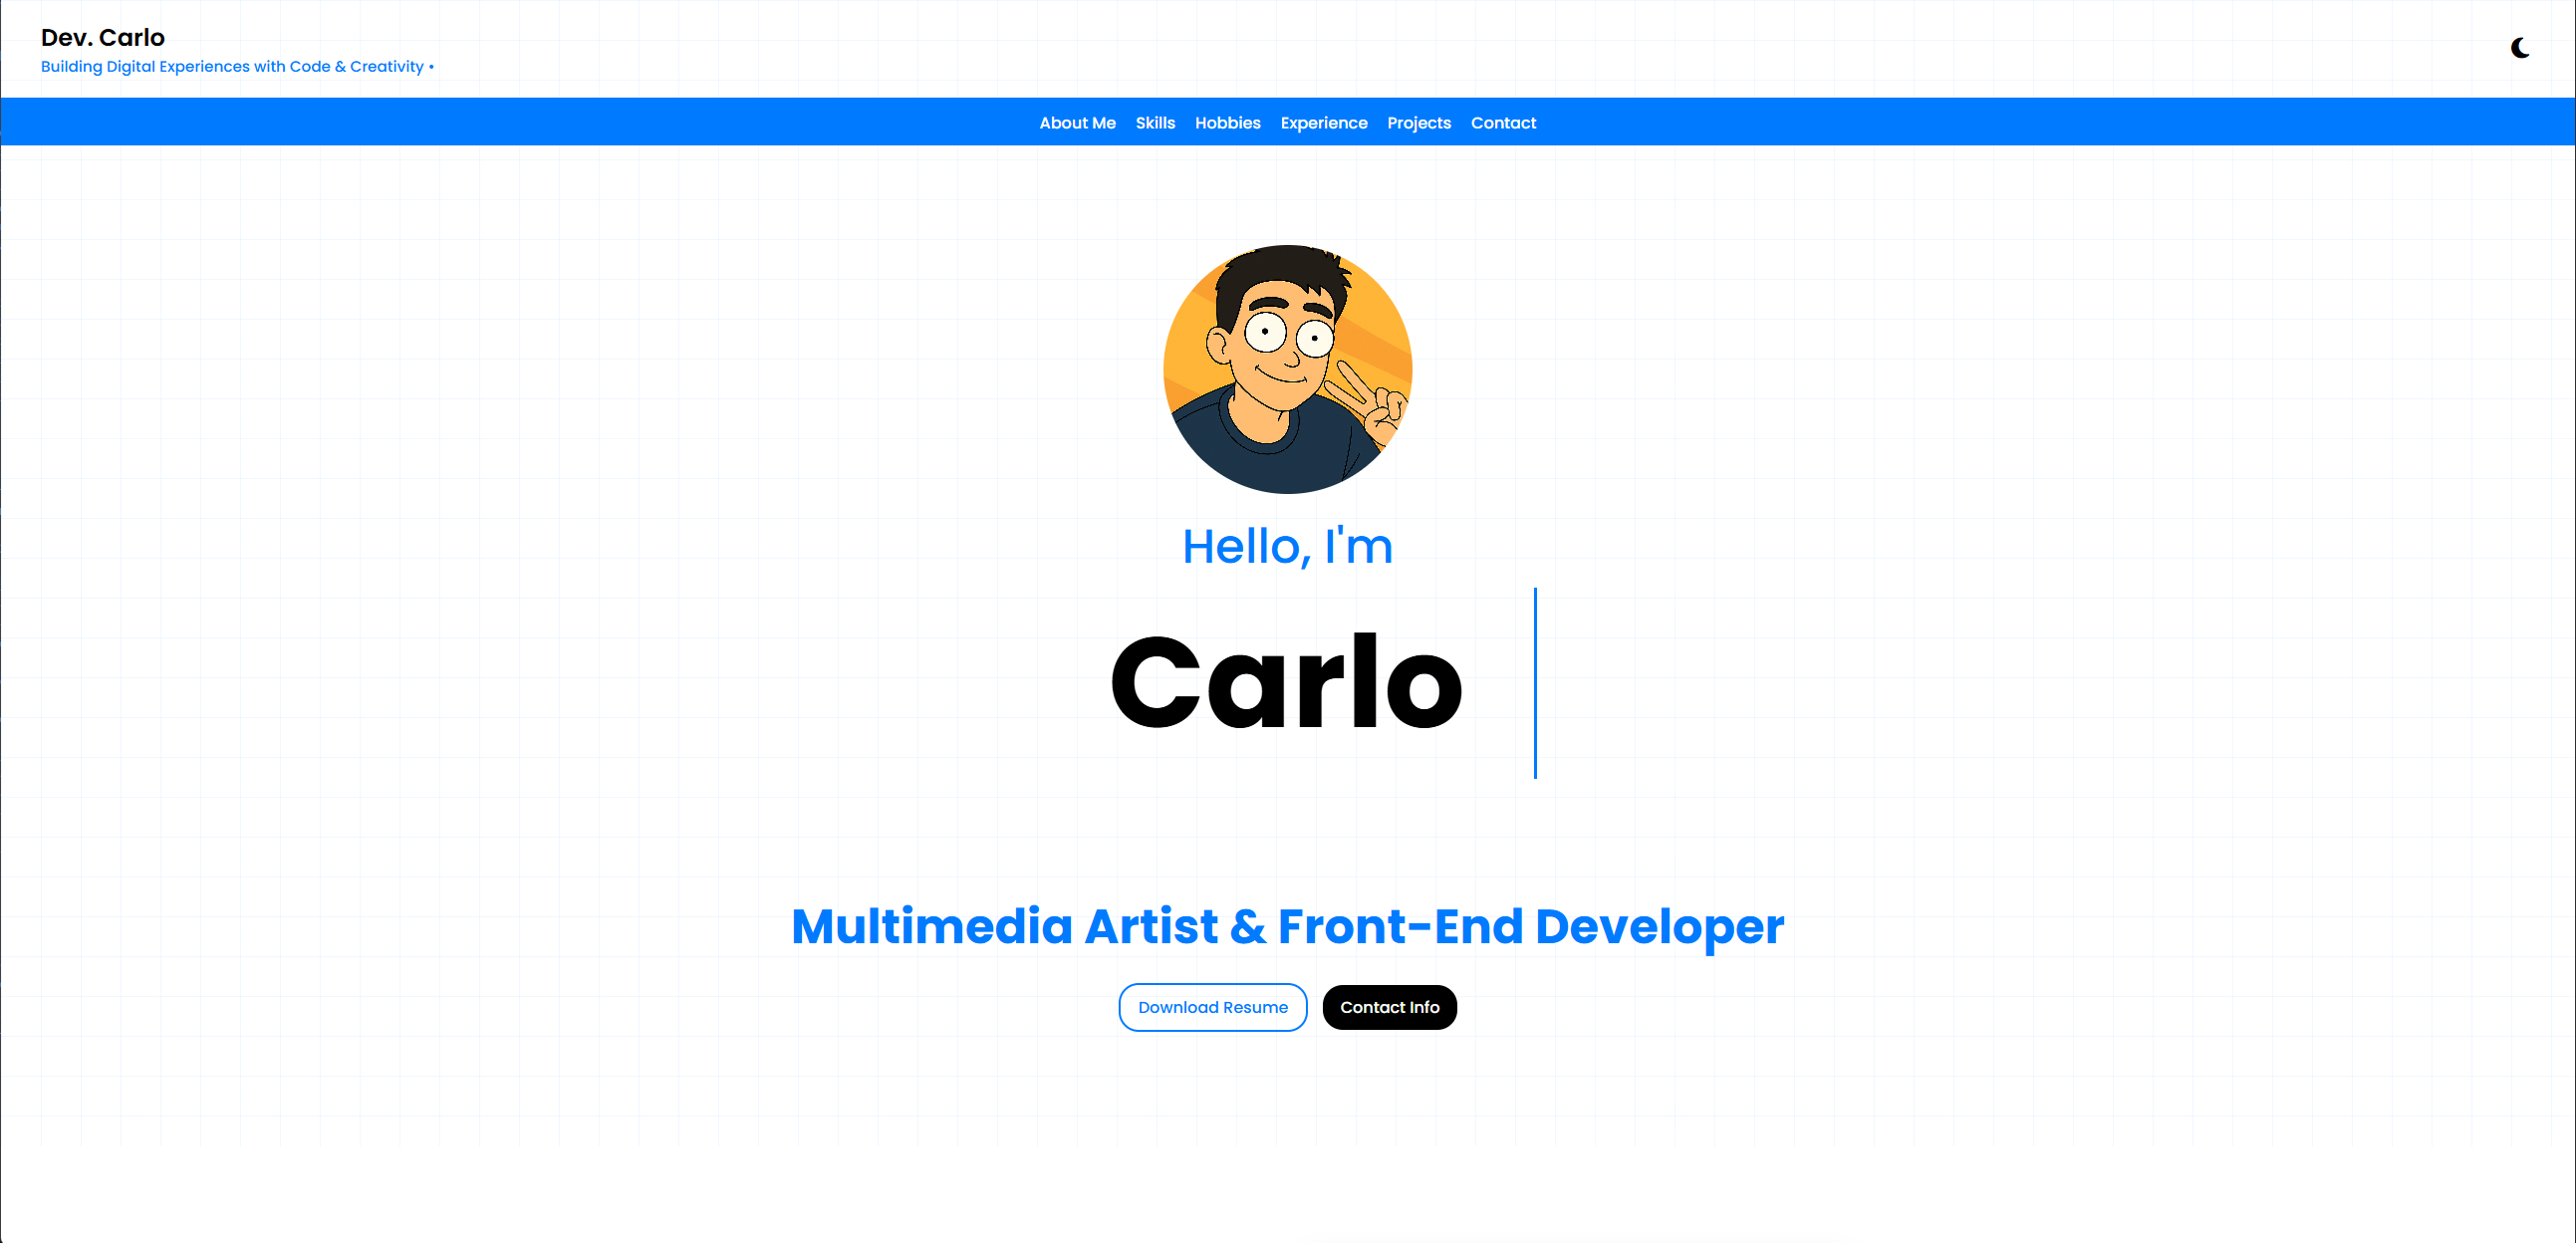 Dev. Carlo
Building Digital Experiences with Code & Creativity •
About Me Skills Hobbies Experience Projects Contact
Hello, I'm
Carlo
Multimedia Artist & Front-End Developer
Download Resume Contact Info